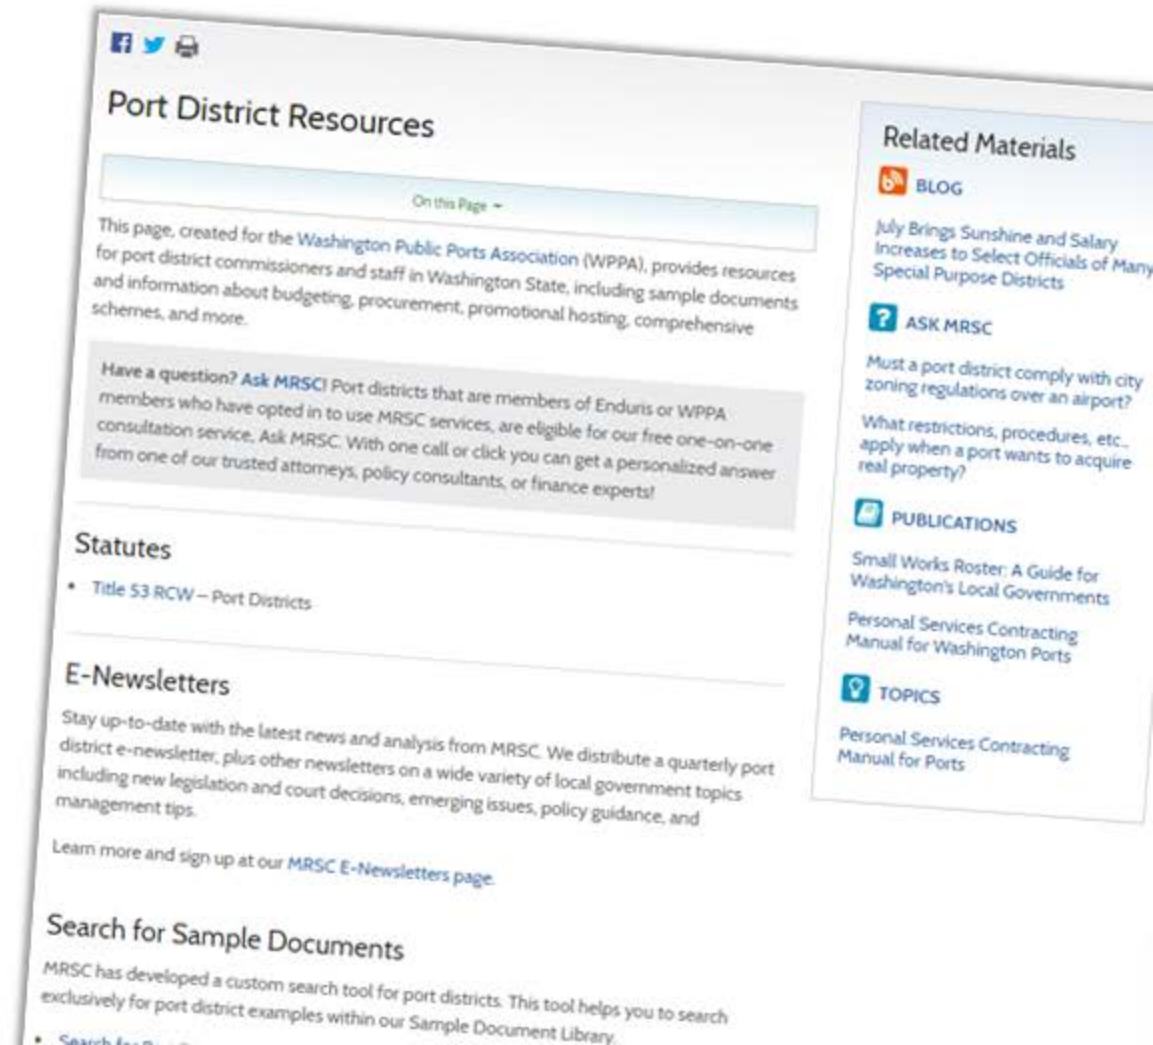 Port District Resources
On this Page
This page, created for the Washington Public Ports Association (WPPA), provides resources
for port district commissioners and staff in Washington State, including sample documents
and information about budgeting, procurement, promotional hosting, comprehensive
schemes, and more.
Have a question? Ask MRSC! Port districts that are members of Enduris or WPPA
members who have opted in to use MRSC services, are eligible for our free one-on-one
consultation service, Ask MRSC. With one call or click you can get a personalized answer
from one of our trusted attorneys, policy consultants, or finance experts!
Statutes
• Title 53 RCW – Port Districts
E-Newsletters
Stay up-to-date with the latest news and analysis from MRSC. We distribute a quarterly port
district e-newsletter, plus other newsletters on a wide variety of local government topics
including new legislation and court decisions, emerging issues, policy guidance, and
management tips.
Learn more and sign up at our MRSC E-Newsletters page.
Search for Sample Documents
MRSC has developed a custom search tool for port districts. This tool helps you to search
exclusively for port district examples within our Sample Document Library.
• Search for
Related Materials
BLOG
July Brings Sunshine and Salary
Increases to Select Officials of Many
Special Purpose Districts
ASK MRSC
Must a port district comply with city
zoning regulations over an airport?
What restrictions, procedures, etc.,
apply when a port wants to acquire
real property?
PUBLICATIONS
Small Works Roster: A Guide for
Washington's Local Governments
Personal Services Contracting
Manual for Washington Ports
TOPICS
Personal Services Contracting
Manual for Ports